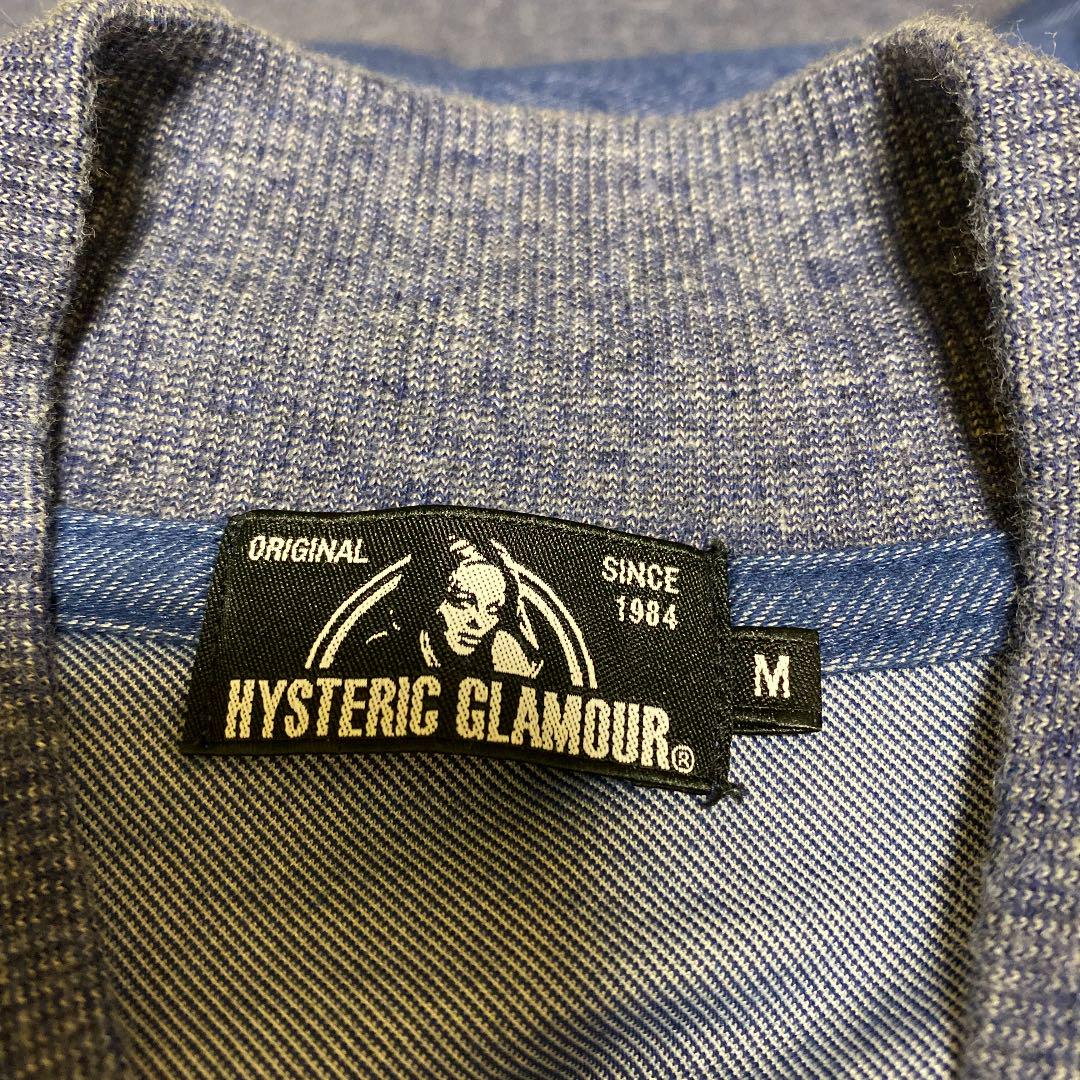 ORIGINAL
SINCE
1984
HYSTERIC GLAMOUR®
M